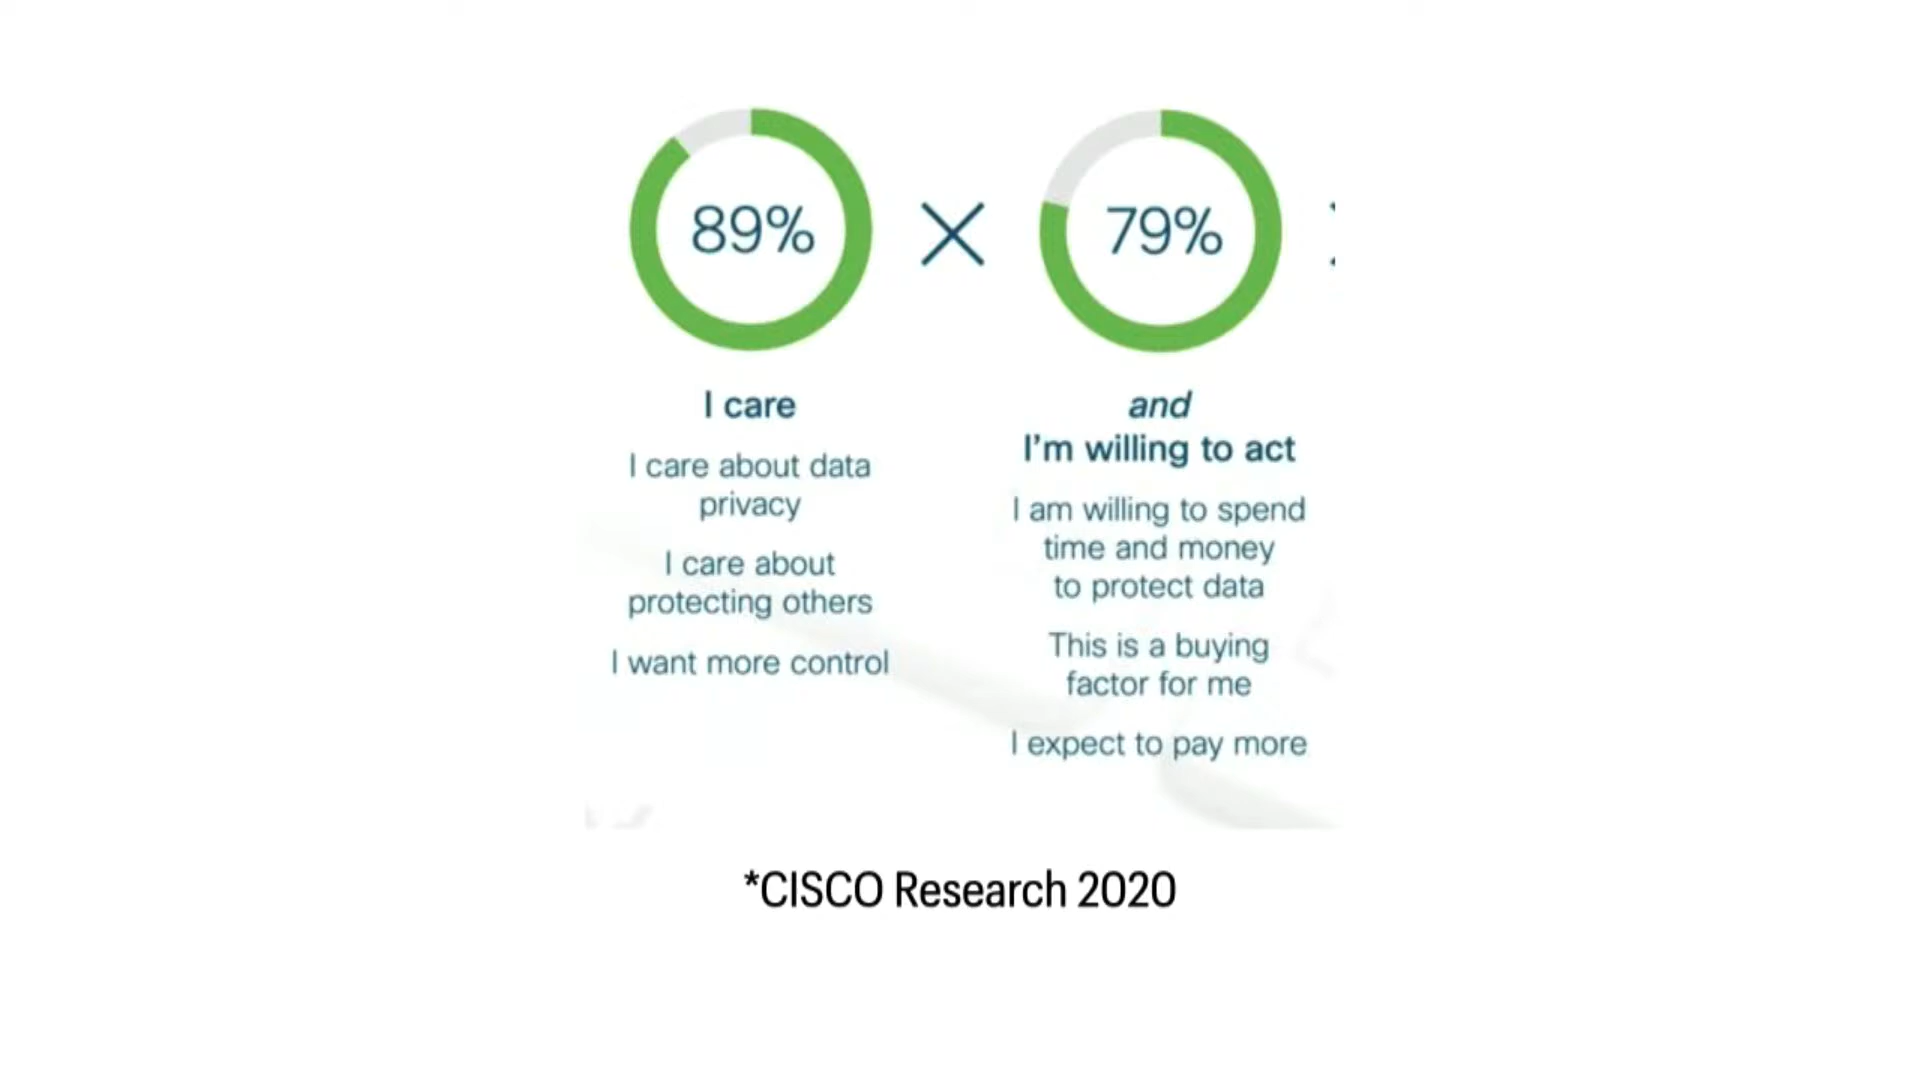 89%
I care
I care about data
privacy
I care about
protecting others
I want more control
79%
and
I'm willing to act
I am willing to spend
time and money
to protect data
This is a buying
factor for me
I expect to pay more
*CISCO Research 2020